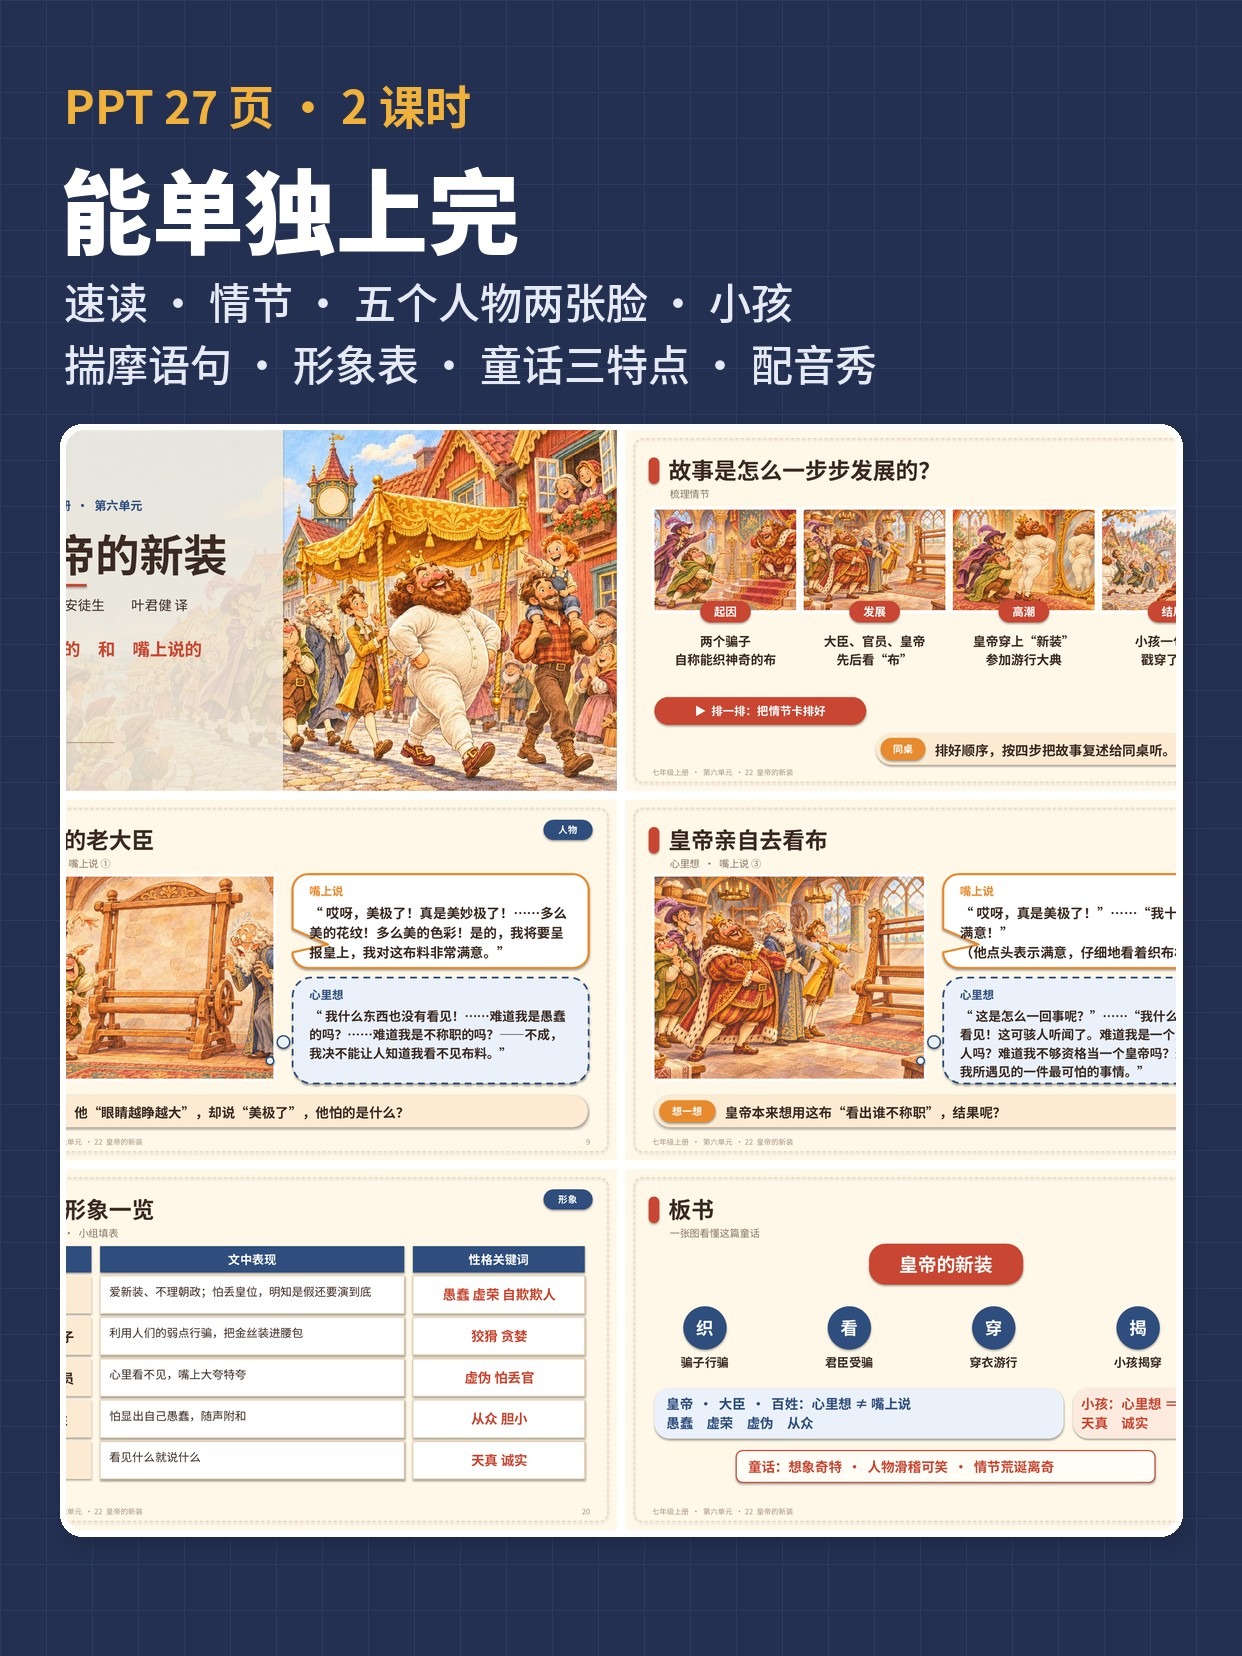 PPT 27 页 · 2 课时
能单独上完
速读 · 情节 · 五个人物两张脸 · 小孩
揣摩语句 · 形象表 · 童话三特点 · 配音秀
· 第六单元
帝的新装
安徒生 叶君健 译
的 和 嘴上说的
故事是怎么一步步发展的？
梳理情节
起因
发展
高潮
两个骗子
自称能织神奇的布
大臣、官员、皇帝
先后看“布”
皇帝穿上“新装”
参加游行大典
小孩一
戳穿了
▶ 排一排：把情节卡排好
同桌
排好顺序，按四步把故事复述给同桌听。
七年级上册 · 第六单元 · 22 皇帝的新装
的老大臣
嘴上说 ①
人物
嘴上说
“ 哎呀，美极了！真是美妙极了！……多么
美的花纹！多么美的色彩！是的，我将要呈
报皇上，我对这布料非常满意。”
心里想
“ 我什么东西也没有看见！……难道我是愚蠢
的吗？……难道我是不称职的吗？——不成，
我决不能让人知道我看不见布料。”
他“眼睛越睁越大”，却说“美极了”，他怕的是什么？
单元 · 22 皇帝的新装
9
皇帝亲自去看布
心里想 · 嘴上说 ③
嘴上说
“ 哎呀，真是美极了！”……“我十
满意！”
（他点头表示满意，仔细地看着织布
心里想
“ 这是怎么一回事呢？”……“我什么
看见！这可骇人听闻了。难道我是一个
人吗？难道我不够资格当一个皇帝吗？
我所遇见的一件最可怕的事情。”
想一想
皇帝本来想用这布“看出谁不称职”，结果呢？
七年级上册 · 第六单元 · 22 皇帝的新装
形象一览
· 小组填表
形象
文中表现
性格关键词
爱新装、不理朝政；怕丢皇位，明知是假还要演到底
愚蠢 虚荣 自欺欺人
利用人们的弱点行骗，把金丝装进腰包
狡猾 贪婪
心里看不见，嘴上大夸特夸
虚伪 怕丢官
怕显出自己愚蠢，随声附和
从众 胆小
看见什么就说什么
天真 诚实
单元 · 22 皇帝的新装
20
板书
一张图看懂这篇童话
皇帝的新装
织
看
穿
揭
骗子行骗
君臣受骗
穿衣游行
小孩揭穿
皇帝 · 大臣 · 百姓：心里想 ≠ 嘴上说
愚蠢 虚荣 虚伪 从众
小孩：心里想 =
天真 诚实
童话：想象奇特 · 人物滑稽可笑 · 情节荒诞离奇
七年级上册 · 第六单元 · 22 皇帝的新装